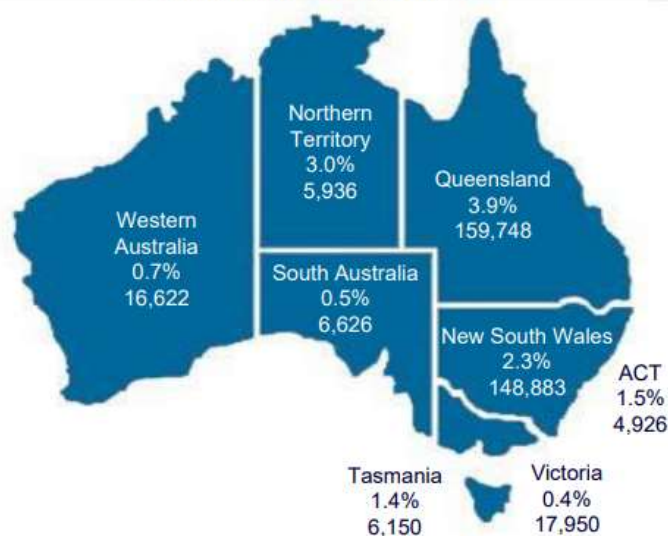 Northern
Territory
3.0%
5,936
Queensland
3.9%
159,748
Western
Australia
0.7%
16,622
South Australia
0.5%
6,626
New South Wales
2.3%
148,883
ACT
1.5%
4,926
Tasmania
1.4%
6,150
Victoria
0.4%
17,950